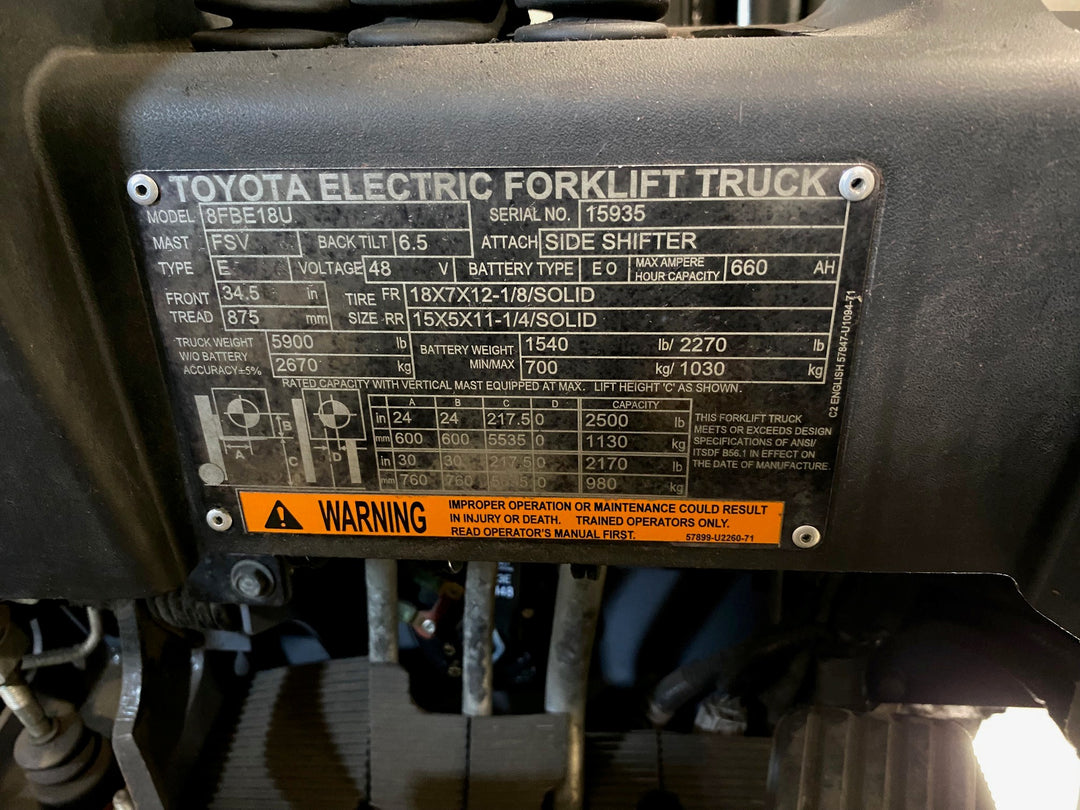 TOYOTA ELECTRIC FORKLIFT TRUCK
MODEL 8FBE18U SERIAL NO. 15935
MAST FSV BACK TILT 6.5 ATTACH SIDE SHIFTER
TYPE E VOLTAGE 48 V BATTERY TYPE E O MAX AMPERE HOUR CAPACITY 660 AH
FRONT TREAD 34.5 in TIRE SIZE FR 18X7X12-1/8/SOLID
875 mm RR 15X5X11-1/4/SOLID
TRUCK WEIGHT W/O BATTERY ACCURACY±5% 5900 lb BATTERY WEIGHT MIN/MAX 1540 lb/ 2270 lb
2670 kg 700 kg/ 1030 kg
RATED CAPACITY WITH VERTICAL MAST EQUIPPED AT MAX. LIFT HEIGHT 'C' AS SHOWN.
A B C D CAPACITY
in 24 24 217.5 0 2500 lb
mm 600 600 5535 0 1130 kg
in 30 30 217.5 0 2170 lb
mm 760 760 0 980 kg
A B C D
THIS FORKLIFT TRUCK
MEETS OR EXCEEDS DESIGN
SPECIFICATIONS OF ANSI/
ITSDF B56.1 IN EFFECT ON
THE DATE OF MANUFACTURE.
C2 ENGLISH 57847-U1094-71
WARNING
IMPROPER OPERATION OR MAINTENANCE COULD RESULT
IN INJURY OR DEATH. TRAINED OPERATORS ONLY.
READ OPERATOR'S MANUAL FIRST.
57899-U2260-71